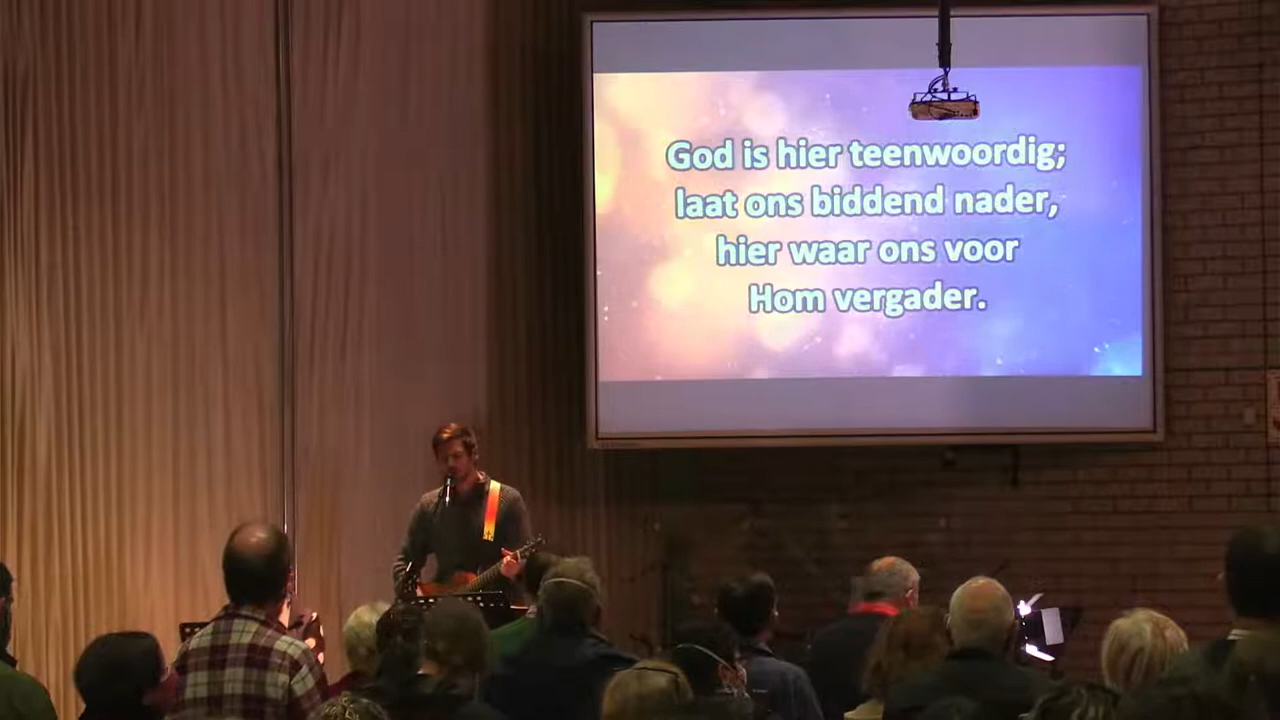 God is hier teenwoordig;
laat ons biddend nader,
hier waar ons voor
Hom vergader.